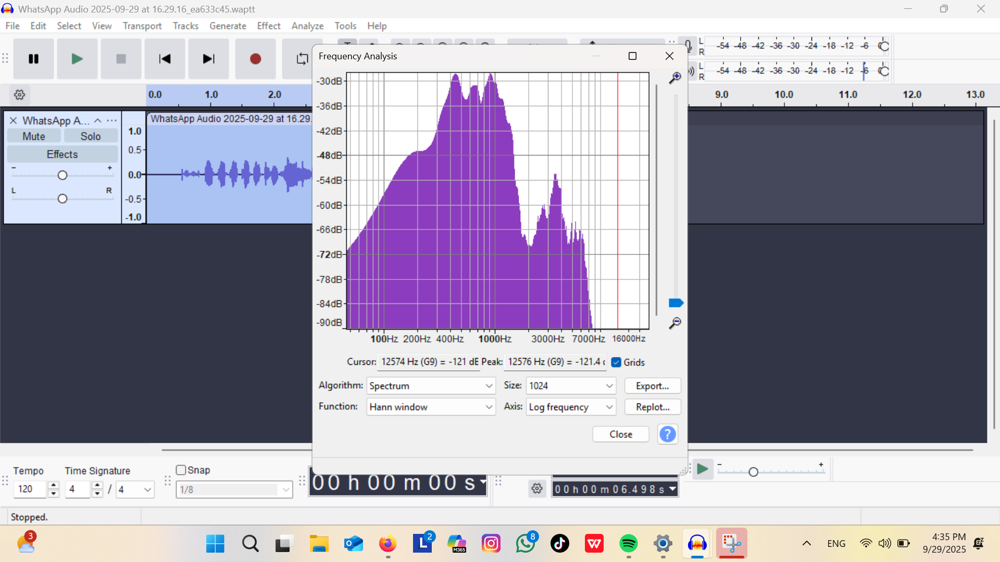 WhatsApp Audio 2025-09-29 at 16.29.16_ea633c45.waptt
File Edit Select View Transport Tracks Generate Effect Analyze Tools Help
L -54 -48 -42 -36 -30 -24 -18 -12 -6 0
R
L -54 -48 -42 -36 -30 -24 -18 -12 -6 0
R
0.0 1.0 2.0 9.0 10.0 11.0 12.0 13.0
WhatsApp A...
Mute Solo
Effects
- +
L R
1.0
0.5
0.0
-0.5
-1.0
WhatsApp Audio 2025-09-29 at 16.29.
Frequency Analysis
-30dB
-36dB
-42dB
-48dB
-54dB
-60dB
-66dB
-72dB
-78dB
-84dB
-90dB
100Hz 200Hz 400Hz 1000Hz 3000Hz 7000Hz 16000Hz
Cursor: 12574 Hz (G9) = -121 dB Peak: 12576 Hz (G9) = -121.4 d Grids
Algorithm: Spectrum Size: 1024 Export...
Function: Hann window Axis: Log frequency Replot...
Close ?
Tempo Time Signature Snap
120 4 / 4 1/8
00 h 00 m 00 s
00 h 00 m 06.498 s
- +
Stopped.
3 2 M365 8
ENG 4:35 PM
9/29/2025